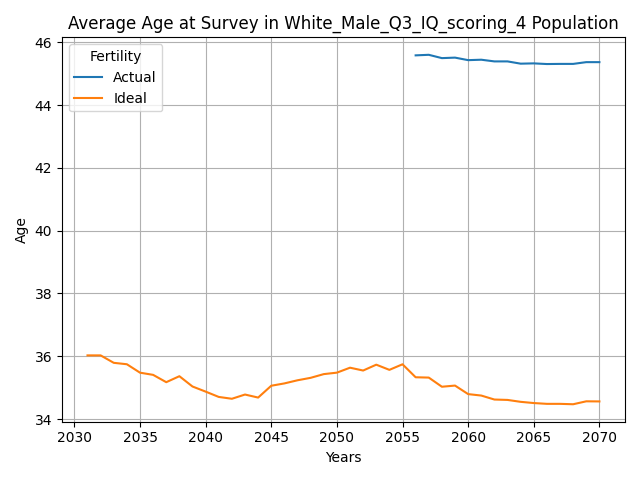 Average Age at Survey in White_Male_Q3_IQ_scoring_4 Population
Fertility
Actual
Ideal
Age
46
44
42
40
38
36
34
2030 2035 2040 2045 2050 2055 2060 2065 2070
Years